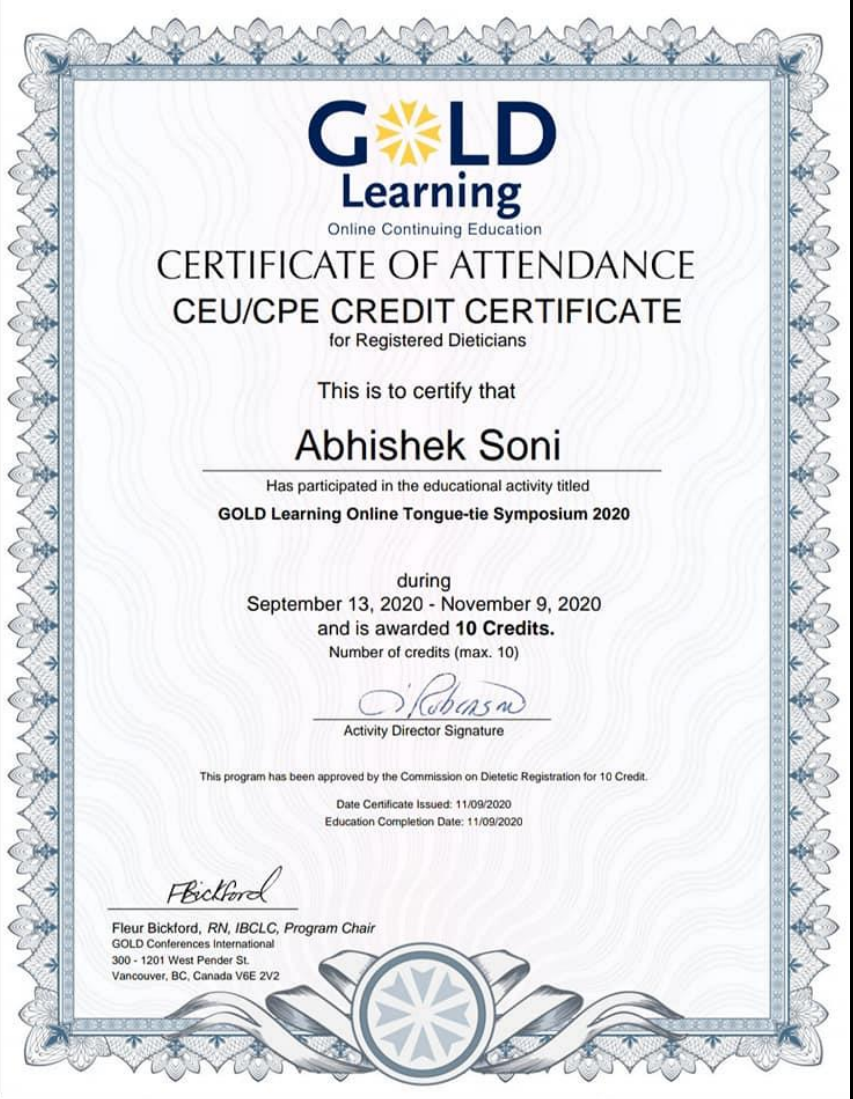 GOLD
Learning
Online Continuing Education
CERTIFICATE OF ATTENDANCE
CEU/CPE CREDIT CERTIFICATE
for Registered Dieticians
This is to certify that
Abhishek Soni
Has participated in the educational activity titled
GOLD Learning Online Tongue-tie Symposium 2020
during
September 13, 2020 - November 9, 2020
and is awarded 10 Credits.
Number of credits (max. 10)
Activity Director Signature
This program has been approved by the Commission on Dietetic Registration for 10 Credit.
Date Certificate Issued: 11/09/2020
Education Completion Date: 11/09/2020
FBickford
Fleur Bickford, RN, IBCLC, Program Chair
GOLD Conferences International
300 - 1201 West Pender St.
Vancouver, BC, Canada V6E 2V2